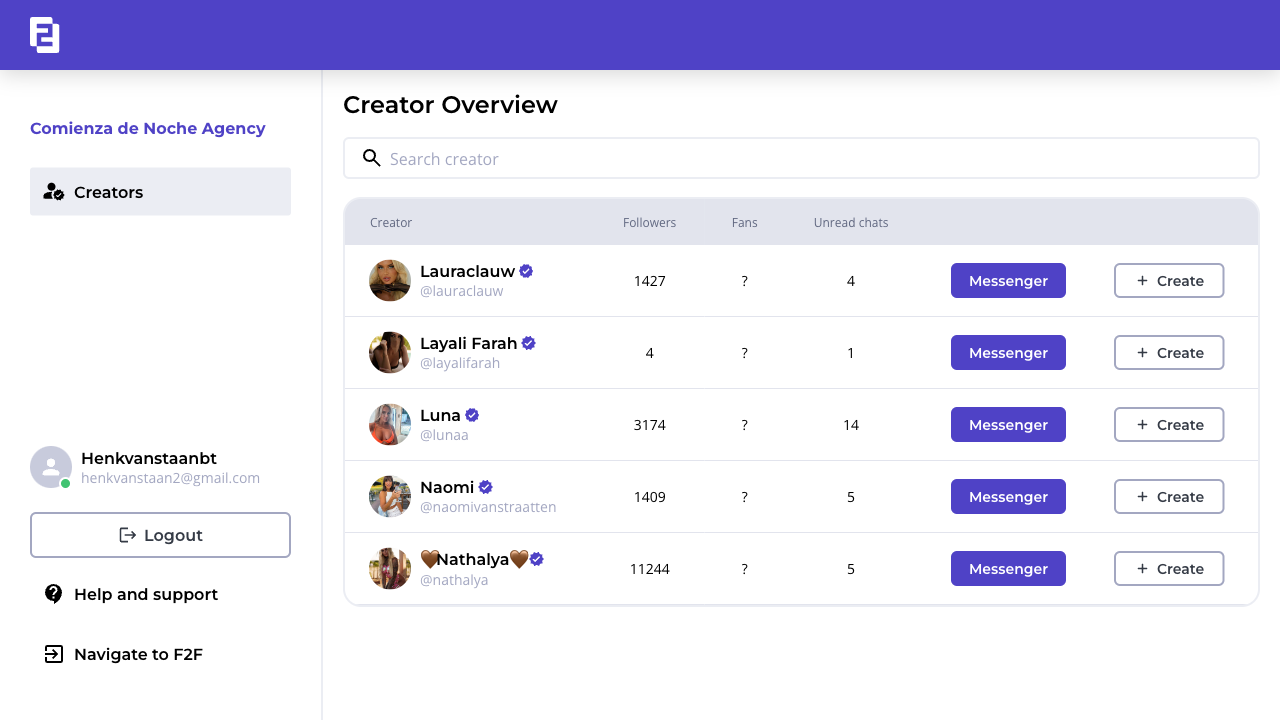 Comienza de Noche Agency
Creators
Henkvanstaanbt
henkvanstaan2@gmail.com
Logout
Help and support
Navigate to F2F
Creator Overview
Search creator
Creator Followers Fans Unread chats
Lauraclauw
@lauraclauw
1427 ? 4 Messenger + Create
Layali Farah
@layalifarah
4 ? 1 Messenger + Create
Luna
@lunaa
3174 ? 14 Messenger + Create
Naomi
@naomivanstraatten
1409 ? 5 Messenger + Create
🤎Nathalya🤎
@nathalya
11244 ? 5 Messenger + Create